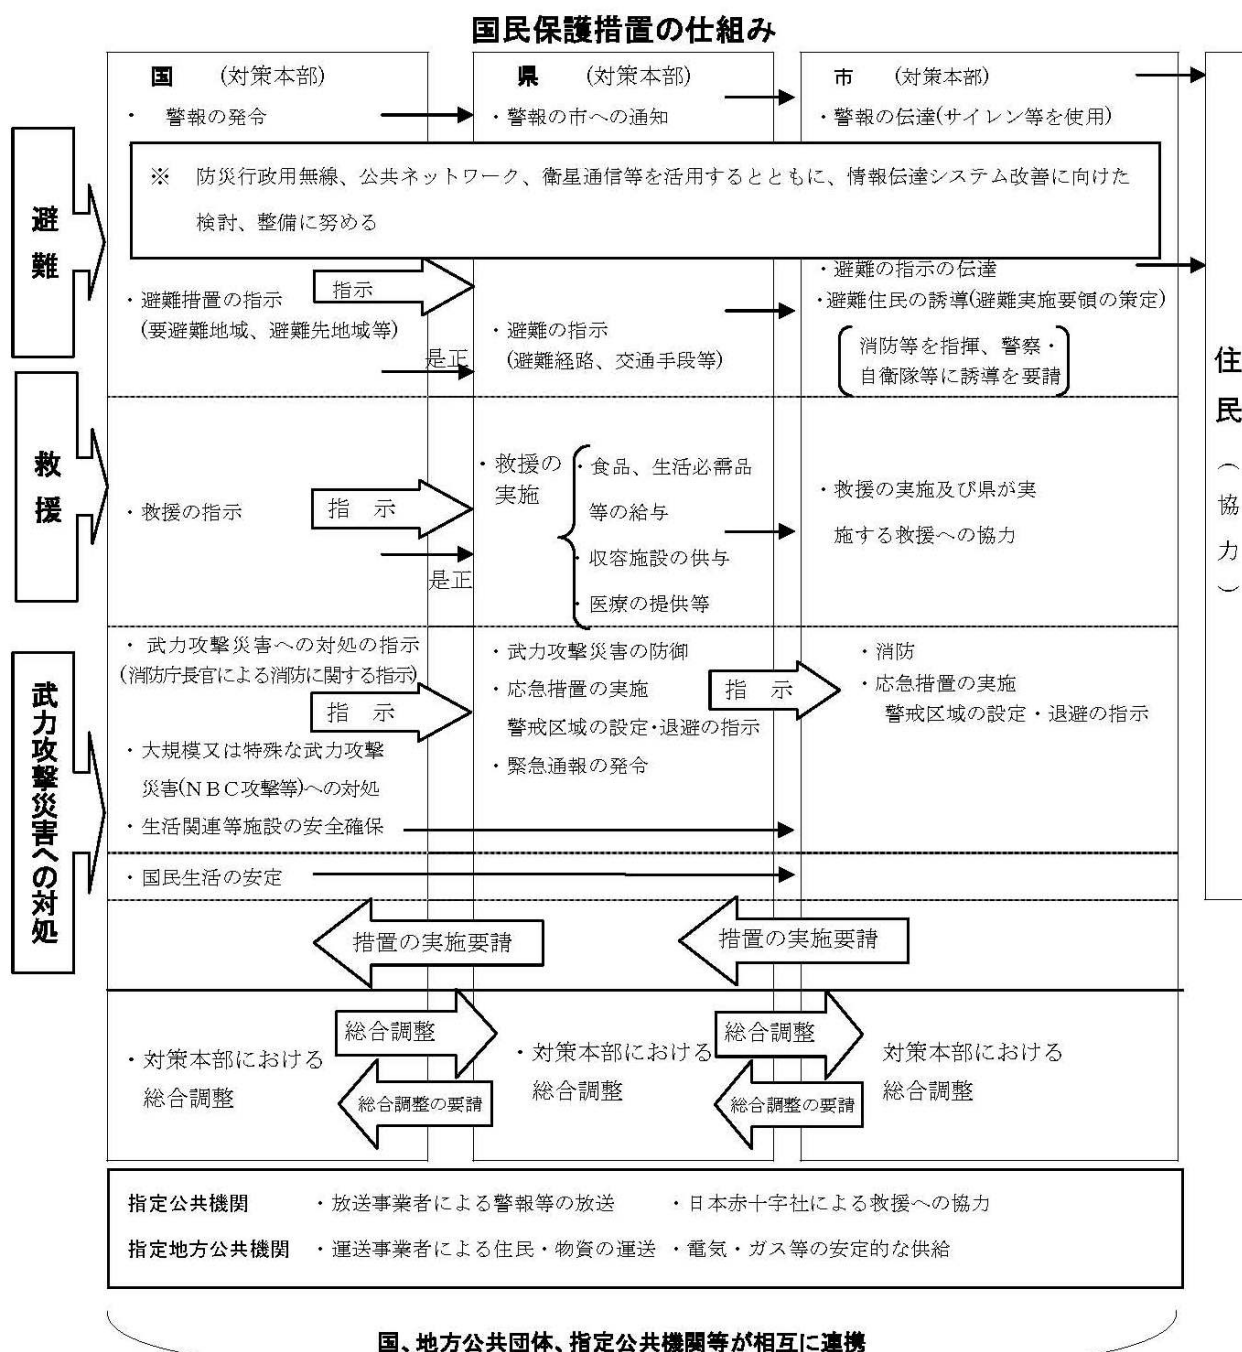 国民保護措置の仕組み
国 (対策本部)
・ 警報の発令
県 (対策本部)
・警報の市への通知
市 (対策本部)
・警報の伝達(サイレン等を使用)
※ 防災行政用無線、公共ネットワーク、衛星通信等を活用するとともに、情報伝達システム改善に向けた
検討、整備に努める
避難
・避難措置の指示
(要避難地域、避難先地域等)
指示
是正
・避難の指示
(避難経路、交通手段等)
・避難の指示の伝達
・避難住民の誘導(避難実施要領の策定)
消防等を指揮、警察・
自衛隊等に誘導を要請
救援
・救援の指示
指 示
是正
・救援の
実施
・食品、生活必需品
等の給与
・収容施設の供与
・医療の提供等
・救援の実施及び県が実
施する救援への協力
武力攻撃災害への対処
・ 武力攻撃災害への対処の指示
(消防庁長官による消防に関する指示)
指 示
・大規模又は特殊な武力攻撃
災害(NBC攻撃等)への対処
・生活関連等施設の安全確保
・武力攻撃災害の防御
・応急措置の実施
警戒区域の設定・退避の指示
・緊急通報の発令
指 示
・消防
・応急措置の実施
警戒区域の設定・退避の指示
・国民生活の安定
措置の実施要請
措置の実施要請
・対策本部における
総合調整
総合調整
総合調整の要請
・対策本部における
総合調整
総合調整
総合調整の要請
対策本部における
総合調整
住民(協力)
指定公共機関 ・放送事業者による警報等の放送 ・日本赤十字社による救援への協力
指定地方公共機関 ・運送事業者による住民・物資の運送 ・電気・ガス等の安定的な供給
国、地方公共団体、指定公共機関等が相互に連携